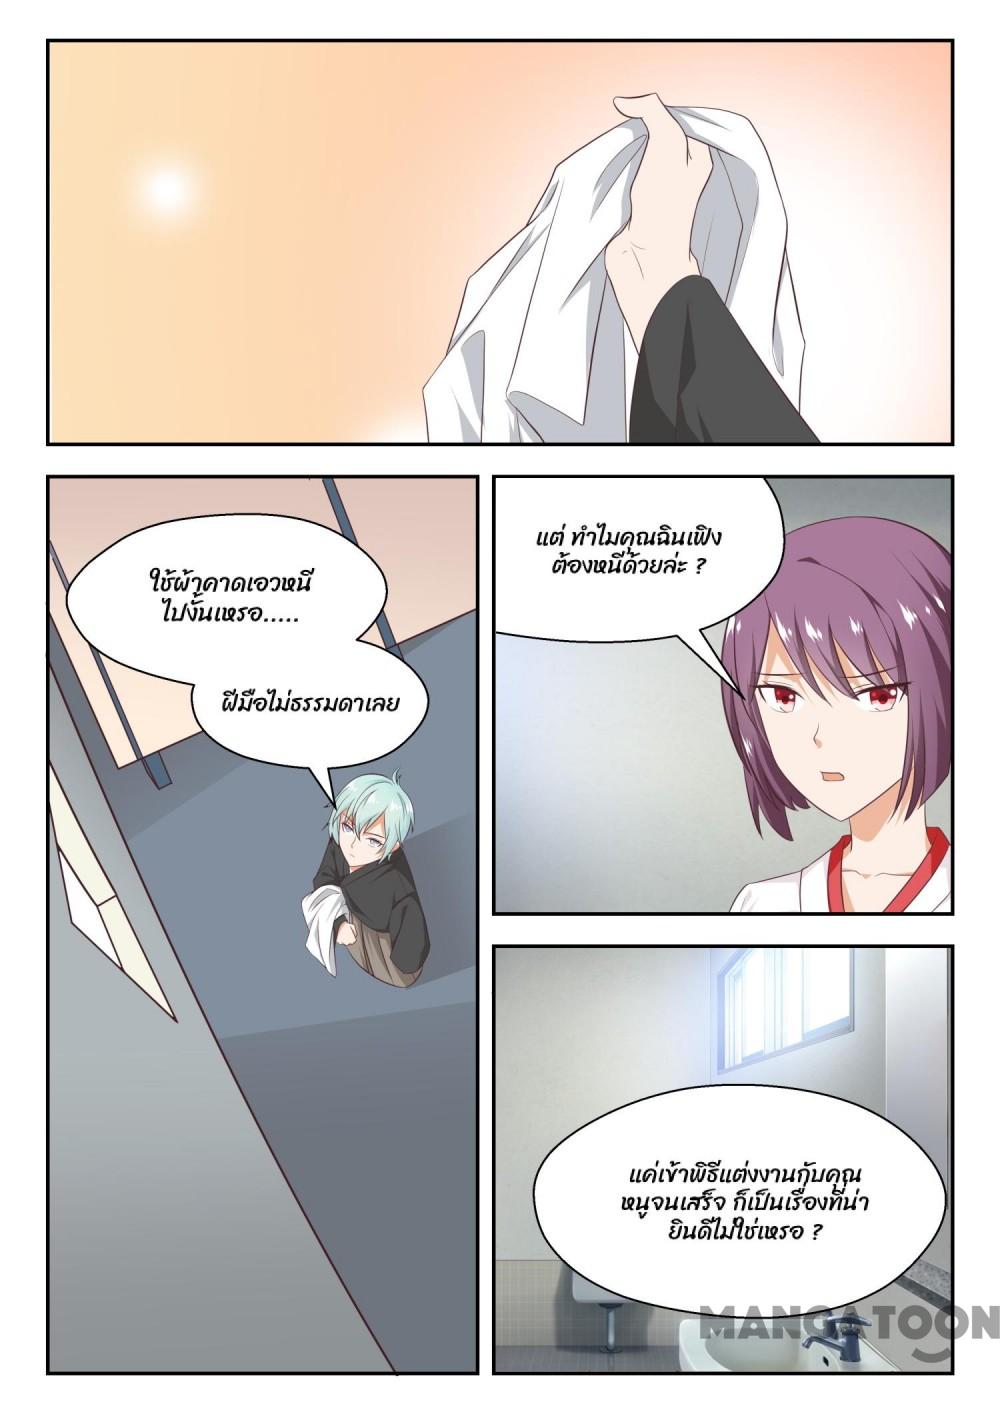 ใช้ผ้าคาดเอวหนี
ไปงั้นเหรอ.....
ฝีมือไม่ธรรมดาเลย
แต่ ทำไมคุณฉินเฟิง
ต้องหนีด้วยล่ะ ?
แค่เข้าพิธีแต่งงานกับคุณ
หนูจนเสร็จ ก็เป็นเรื่องที่น่า
ยินดีไม่ใช่เหรอ ?
MANGATOON